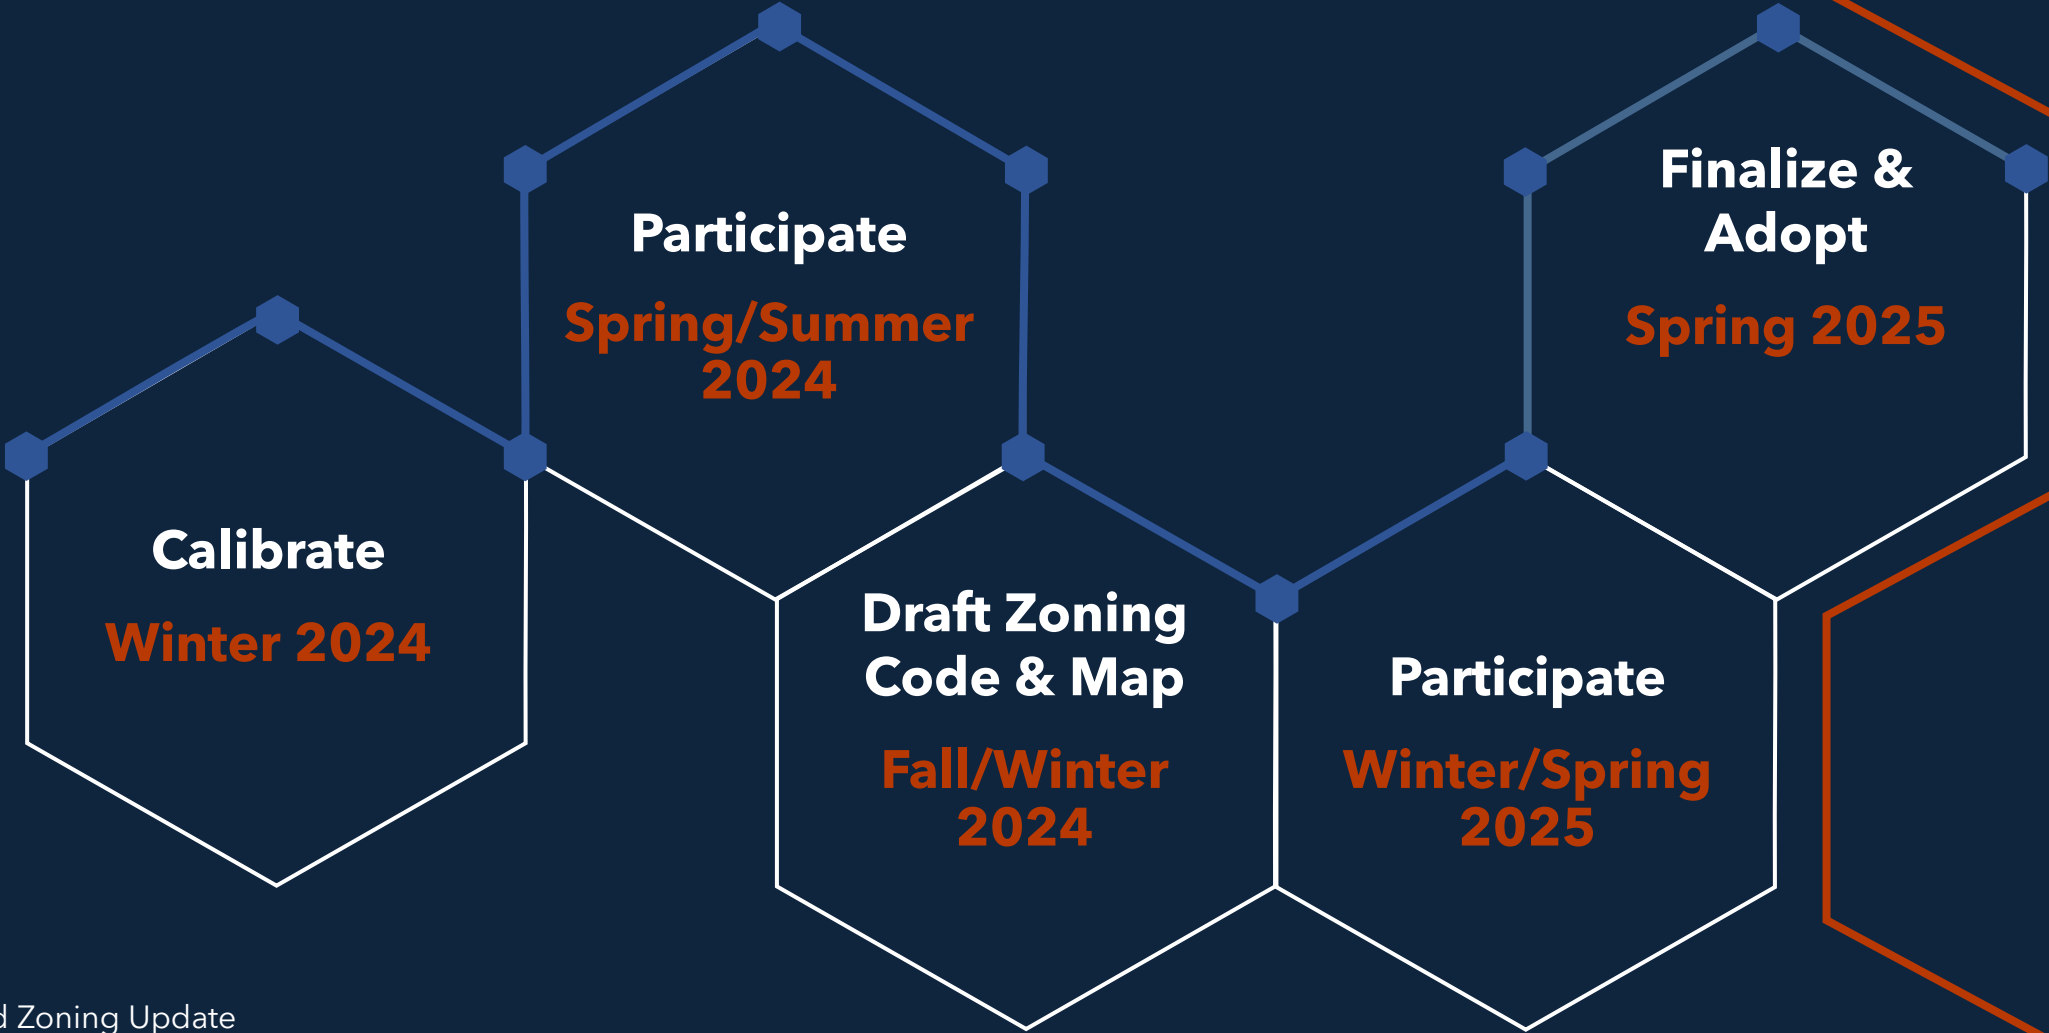 Calibrate
Winter 2024
Participate
Spring/Summer
2024
Draft Zoning
Code & Map
Fall/Winter
2024
Participate
Winter/Spring
2025
Finalize &
Adopt
Spring 2025
Zoning Update